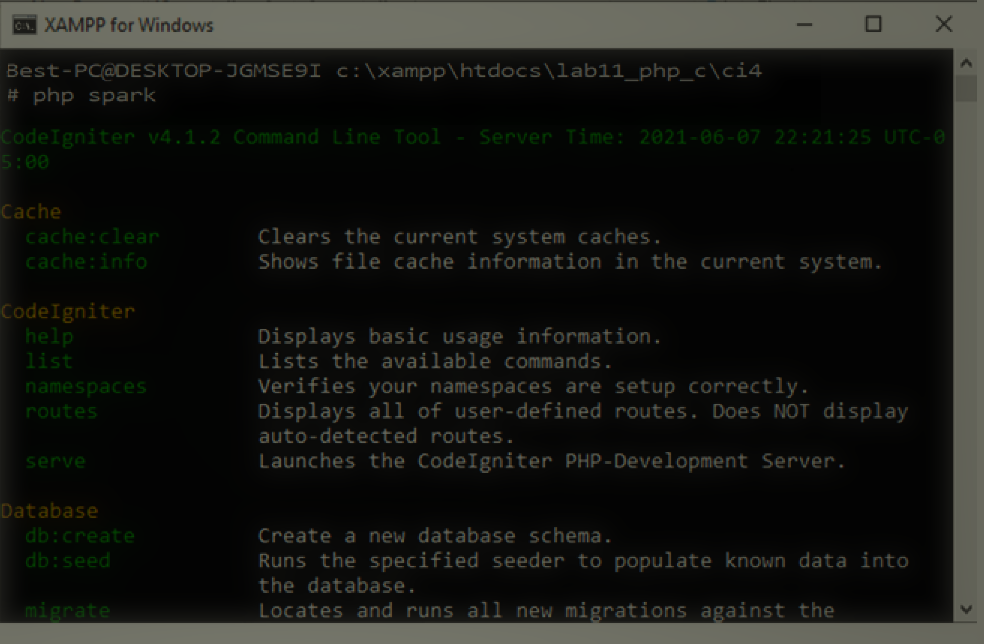 XAMPP for Windows
Best-PC@DESKTOP-JGMSE9I c:\xampp\htdocs\lab11_php_c\ci4
# php spark
CodeIgniter v4.1.2 Command Line Tool - Server Time: 2021-06-07 22:21:25 UTC-0
5:00
Cache
cache:clear Clears the current system caches.
cache:info Shows file cache information in the current system.
CodeIgniter
help Displays basic usage information.
list Lists the available commands.
namespaces Verifies your namespaces are setup correctly.
routes Displays all of user-defined routes. Does NOT display
auto-detected routes.
serve Launches the CodeIgniter PHP-Development Server.
Database
db:create Create a new database schema.
db:seed Runs the specified seeder to populate known data into
the database.
migrate Locates and runs all new migrations against the